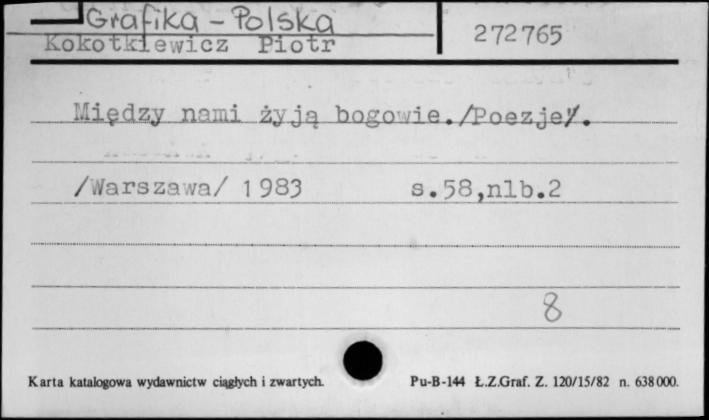 Grafika - Polska
Kokotkiewicz Piotr
272765
Między nami żyją bogowie./Poezje/.
/Warszawa/ 1983 s.58,nlb.2
8
Karta katalogowa wydawnictw ciągłych i zwartych. Pu-B-144 Ł.Z.Graf. Z. 120/15/82 n. 638000.